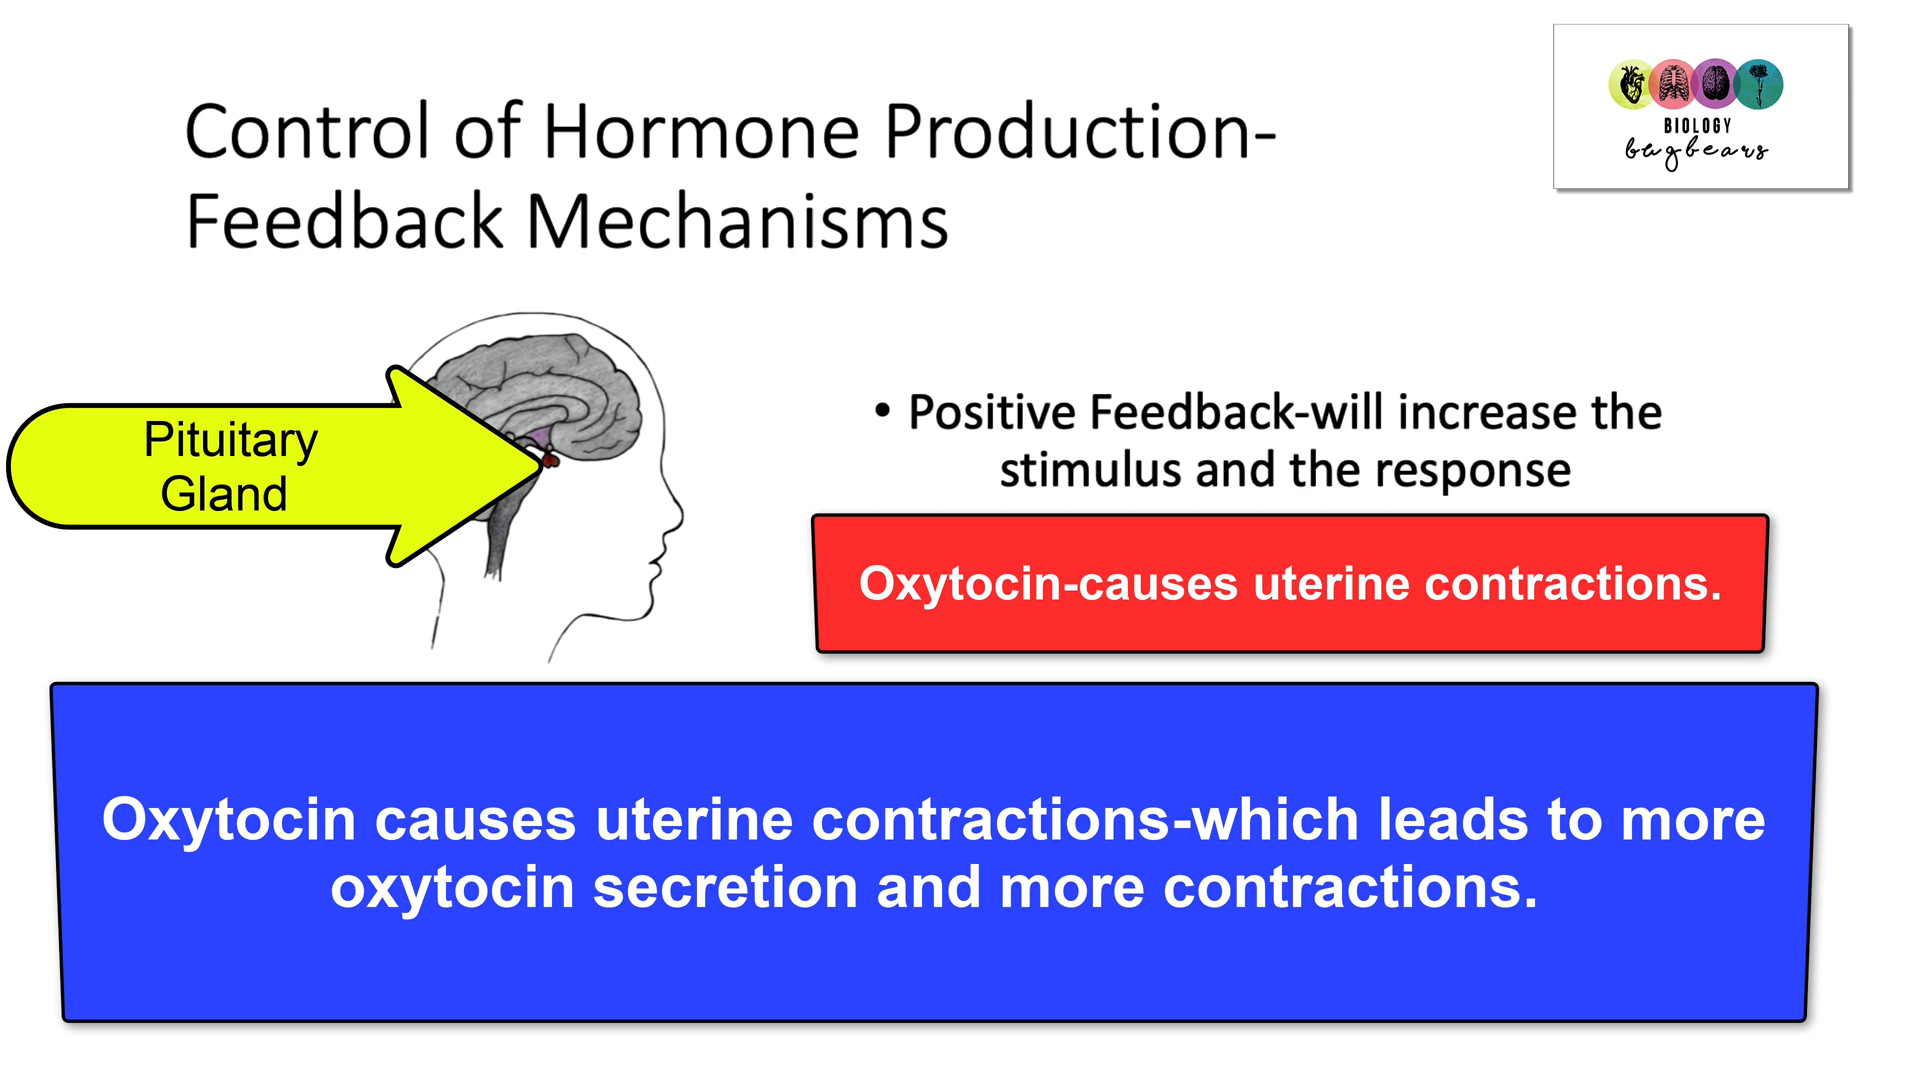 BIOLOGY
bugbears
Control of Hormone Production-
Feedback Mechanisms
Pituitary
Gland
• Positive Feedback-will increase the
stimulus and the response
Oxytocin-causes uterine contractions.
Oxytocin causes uterine contractions-which leads to more
oxytocin secretion and more contractions.